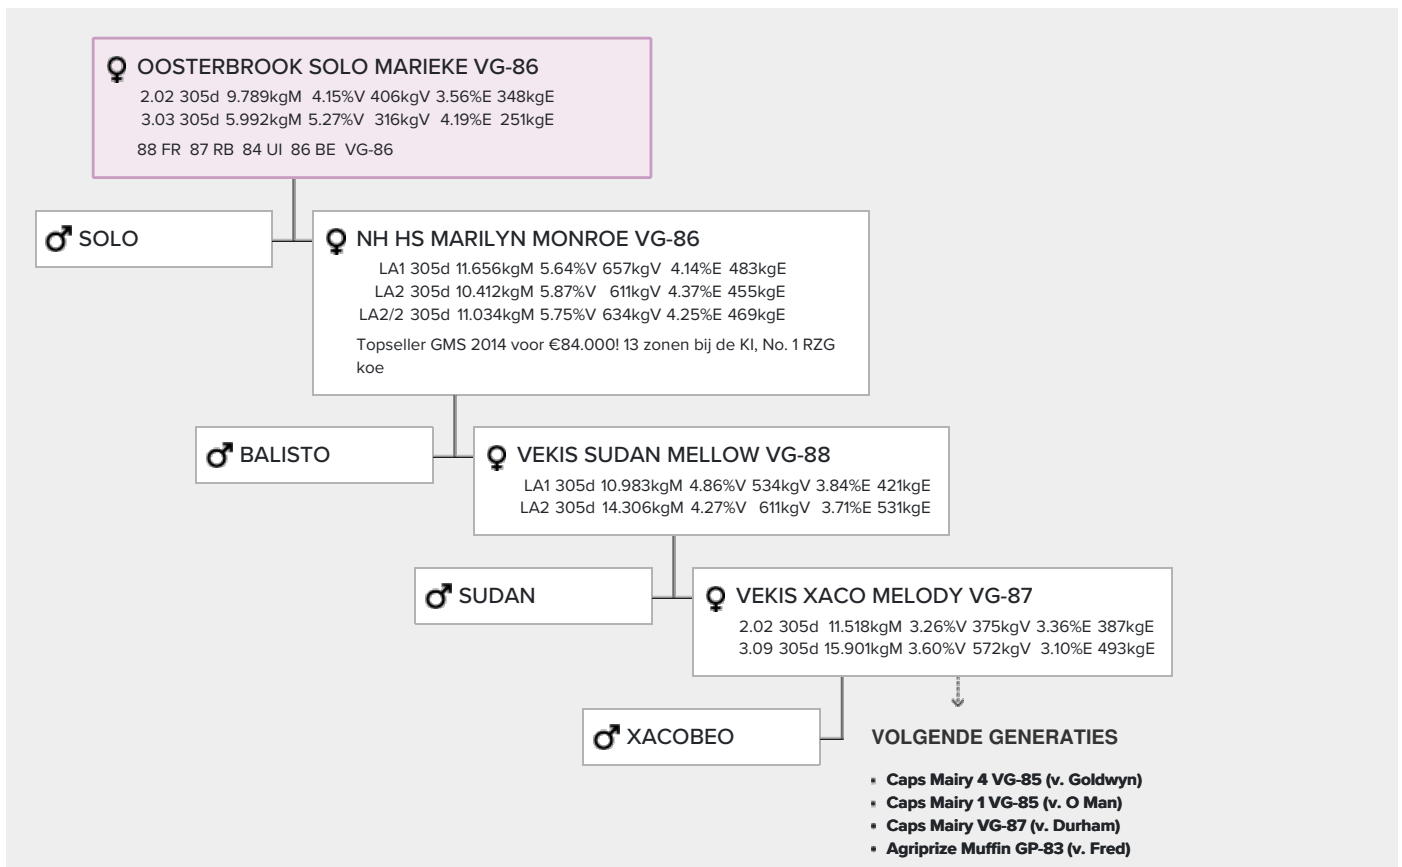 OOSTERBROOK SOLO MARIEKE VG-86
2.02 305d 9.789kgM 4.15%V 406kgV 3.56%E 348kgE
3.03 305d 5.992kgM 5.27%V 316kgV 4.19%E 251kgE
88 FR 87 RB 84 UI 86 BE VG-86
SOLO
NH HS MARILYN MONROE VG-86
LA1 305d 11.656kgM 5.64%V 657kgV 4.14%E 483kgE
LA2 305d 10.412kgM 5.87%V 611kgV 4.37%E 455kgE
LA2/2 305d 11.034kgM 5.75%V 634kgV 4.25%E 469kgE
Topseller GMS 2014 voor €84.000! 13 zonen bij de KI, No. 1 RZG
koe
BALISTO
VEKIS SUDAN MELLOW VG-88
LA1 305d 10.983kgM 4.86%V 534kgV 3.84%E 421kgE
LA2 305d 14.306kgM 4.27%V 611kgV 3.71%E 531kgE
SUDAN
VEKIS XACO MELODY VG-87
2.02 305d 11.518kgM 3.26%V 375kgV 3.36%E 387kgE
3.09 305d 15.901kgM 3.60%V 572kgV 3.10%E 493kgE
XACOBEO
VOLGENDE GENERATIES
Caps Mairy 4 VG-85 (v. Goldwyn)
Caps Mairy 1 VG-85 (v. O Man)
Caps Mairy VG-87 (v. Durham)
Agriprize Muffin GP-83 (v. Fred)